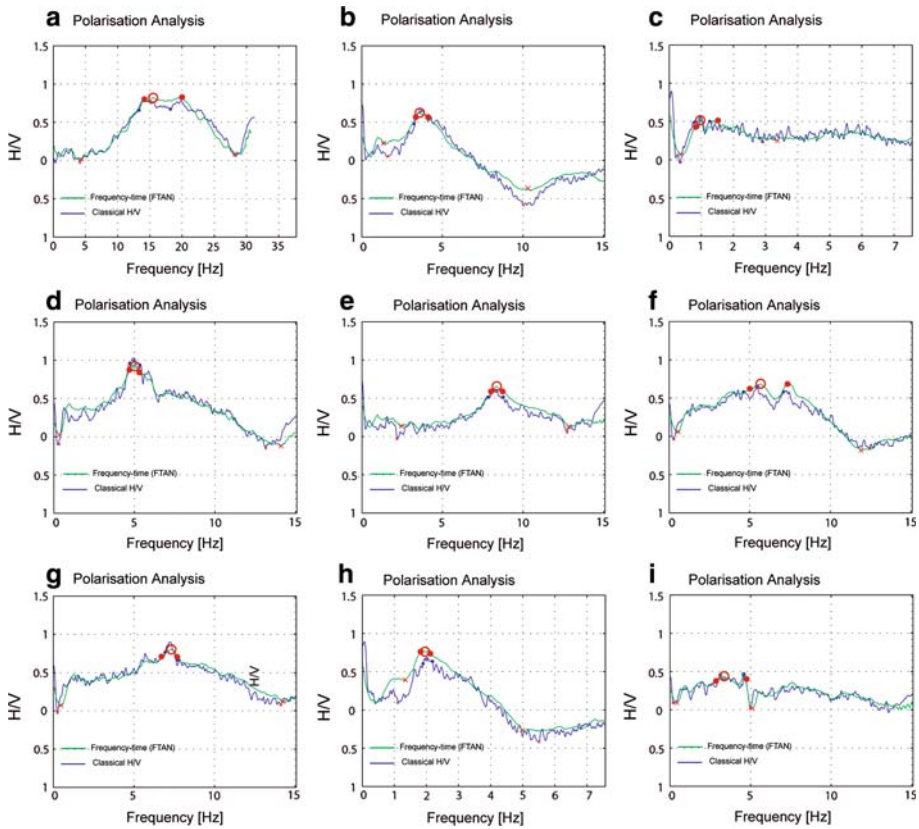 a
Polarisation Analysis
1.5
1
0.5
0
0.5
1
H/V
Frequency-time (FTAN)
Classical H/V
0 5 10 15 20 25 30 35
Frequency [Hz]
b
Polarisation Analysis
1.5
1
0.5
0
0.5
1
H/V
Frequency-time (FTAN)
Classical H/V
0 5 10 15
Frequency [Hz]
c
Polarisation Analysis
1.5
1
0.5
0
0.5
1
H/V
Frequency-time (FTAN)
Classical H/V
0 1 2 3 4 5 6 7
Frequency [Hz]
d
Polarisation Analysis
1.5
1
0.5
0
0.5
1
H/V
Frequency-time (FTAN)
Classical H/V
0 5 10 15
Frequency [Hz]
e
Polarisation Analysis
1.5
1
0.5
0
0.5
1
H/V
Frequency-time (FTAN)
Classical H/V
0 5 10 15
Frequency [Hz]
f
Polarisation Analysis
1.5
1
0.5
0
0.5
1
H/V
Frequency-time (FTAN)
Classical H/V
0 5 10 15
Frequency [Hz]
g
Polarisation Analysis
1.5
1
0.5
0
0.5
1
H/V
H/V
Frequency-time (FTAN)
Classical H/V
0 5 10 15
Frequency [Hz]
h
Polarisation Analysis
1.5
1
0.5
0
0.5
1
H/V
Frequency-time (FTAN)
Classical H/V
0 1 2 3 4 5 6 7
Frequency [Hz]
i
Polarisation Analysis
1.5
1
0.5
0
0.5
1
H/V
Frequency-time (FTAN)
Classical H/V
0 5 10 15
Frequency [Hz]